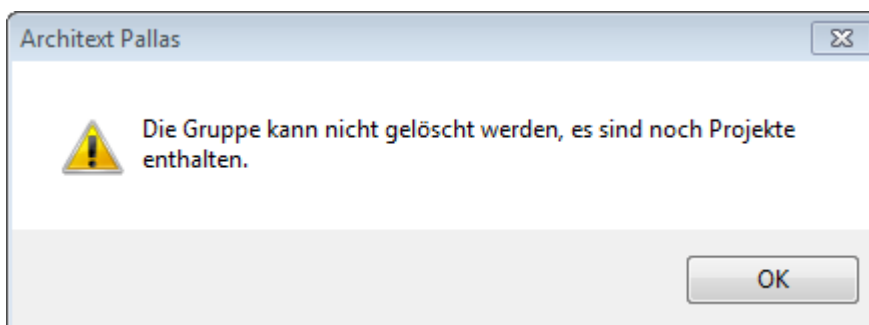 Architext Pallas
Die Gruppe kann nicht gelöscht werden, es sind noch Projekte
enthalten.
OK